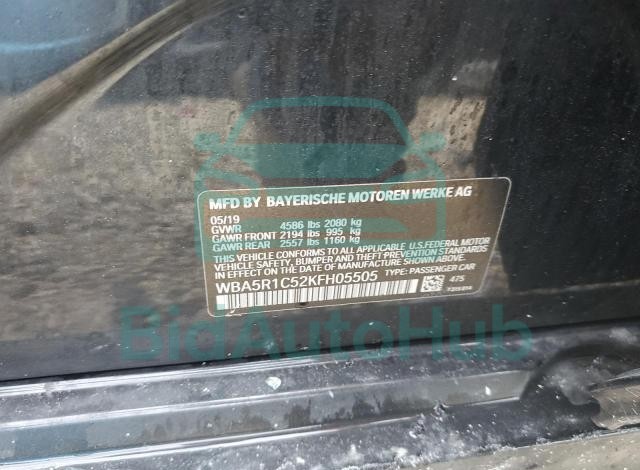 MFD BY BAYERISCHE MOTOREN WERKE AG
05/19
GVWR 4586 lbs 2080 kg
GAWR FRONT 2194 lbs 995 kg
GAWR REAR 2557 lbs 1160 kg
THIS VEHICLE CONFORMS TO ALL APPLICABLE U.S.FEDERAL MOTOR
VEHICLE SAFETY, BUMPER, AND THEFT PREVENTION STANDARDS IN
EFFECT ON THE DATE OF MANUFACTURE SHOWN ABOVE.
WBA5R1C52KFH05505 TYPE: PASSENGER CAR
475
BidAutoHub